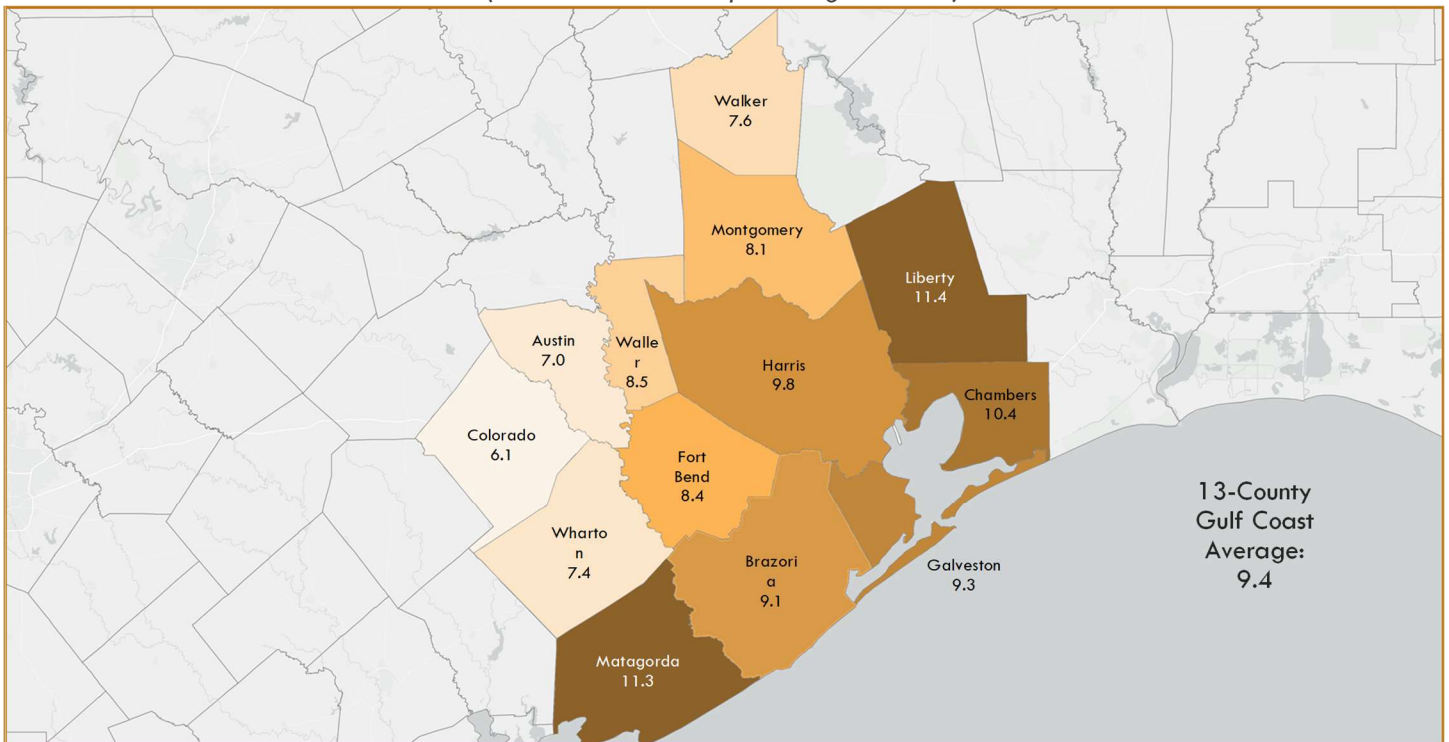 Walker
7.6
Montgomery
8.1
Liberty
11.4
Austin
7.0
Walle
r
8.5
Harris
9.8
Chambers
10.4
Colorado
6.1
Fort
Bend
8.4
13-County
Gulf Coast
Average:
9.4
Wharto
n
7.4
Brazori
a
9.1
Galveston
9.3
Matagorda
11.3